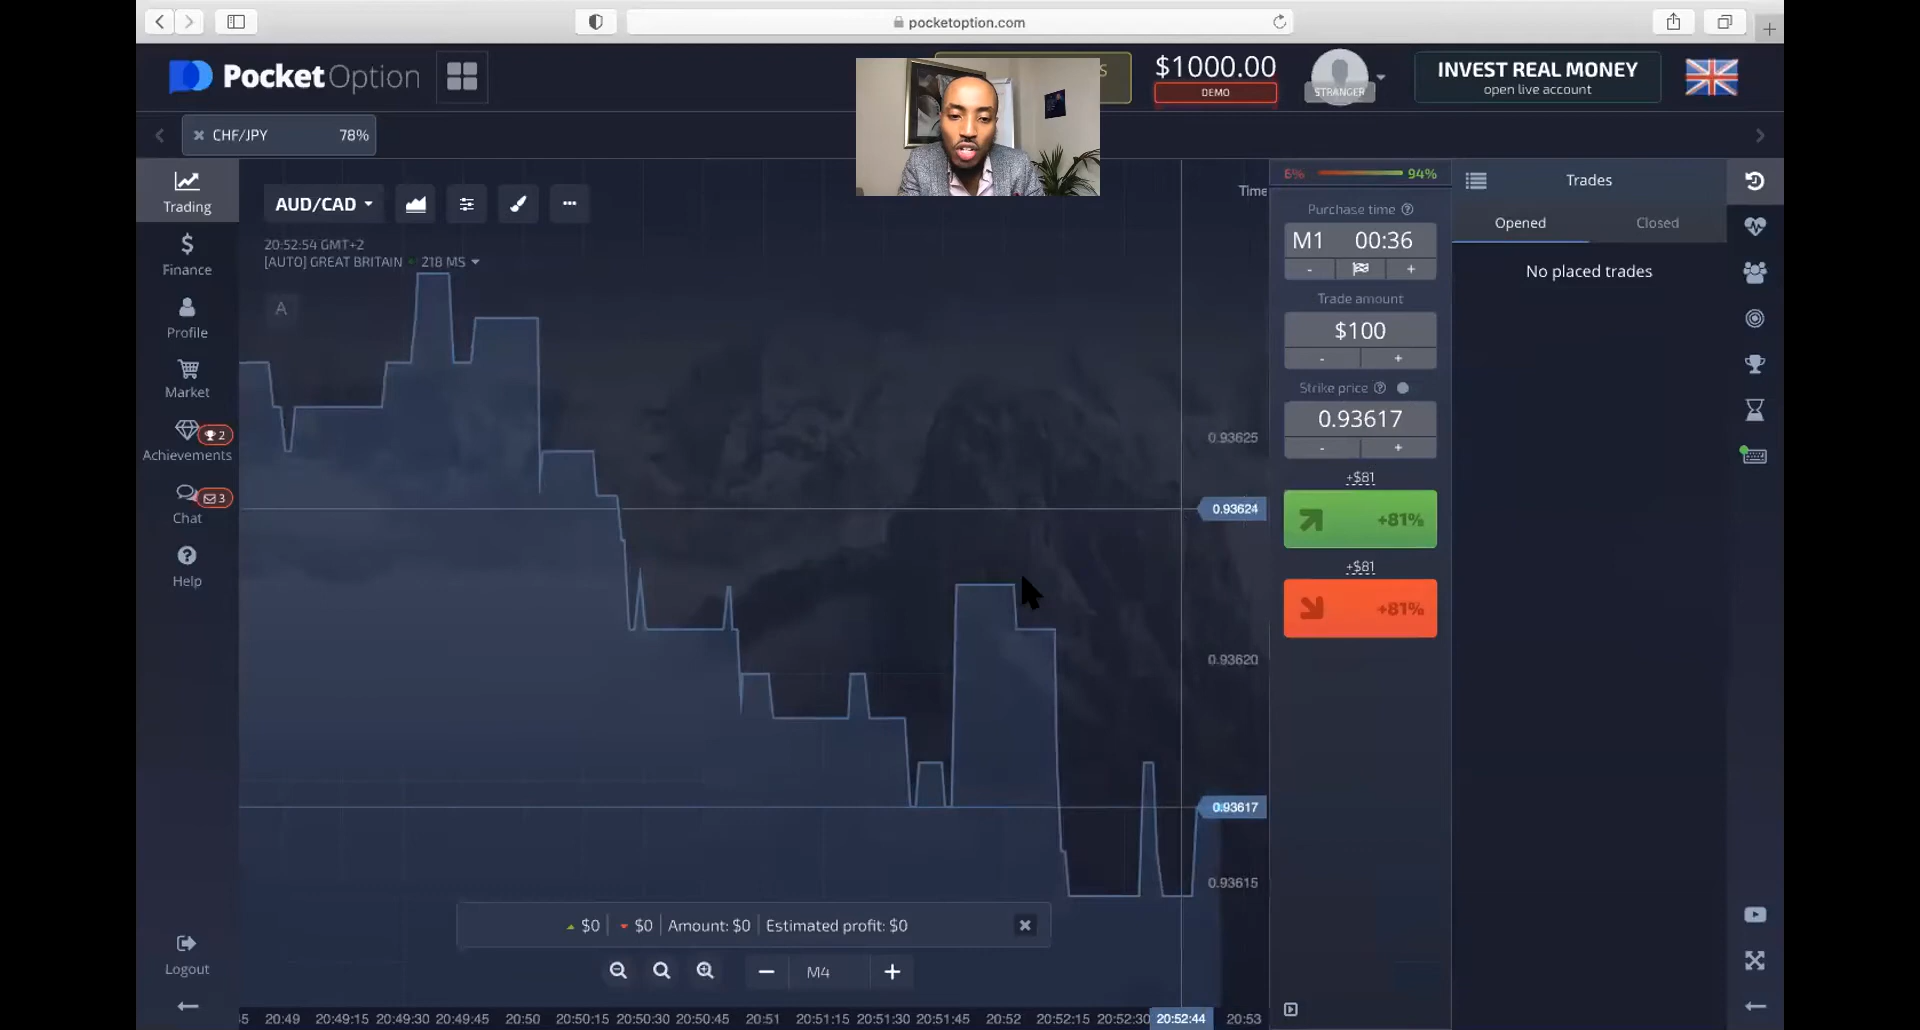 pocketoption.com
PocketOption
S
$1000.00
DEMO
STRANGER
INVEST REAL MONEY
open live account
CHF/JPY 78%
Trading
Finance
Profile
Market
2
Achievements
3
Chat
Help
Logout
AUD/CAD
20:52:54 GMT+2
[AUTO] GREAT BRITAIN 218 MS
A
Time
0.93625
0.93624
0.93620
0.93617
0.93615
$0 $0 Amount: $0 Estimated profit: $0
M4
20:49 20:49:15 20:49:30 20:49:45 20:50 20:50:15 20:50:30 20:50:45 20:51 20:51:15 20:51:30 20:51:45 20:52 20:52:15 20:52:30 20:52:44 20:53
6% 94%
Purchase time
M1 00:36
- +
Trade amount
$100
- +
Strike price
0.93617
- +
+$81
+81%
+$81
+81%
Trades
Opened Closed
No placed trades